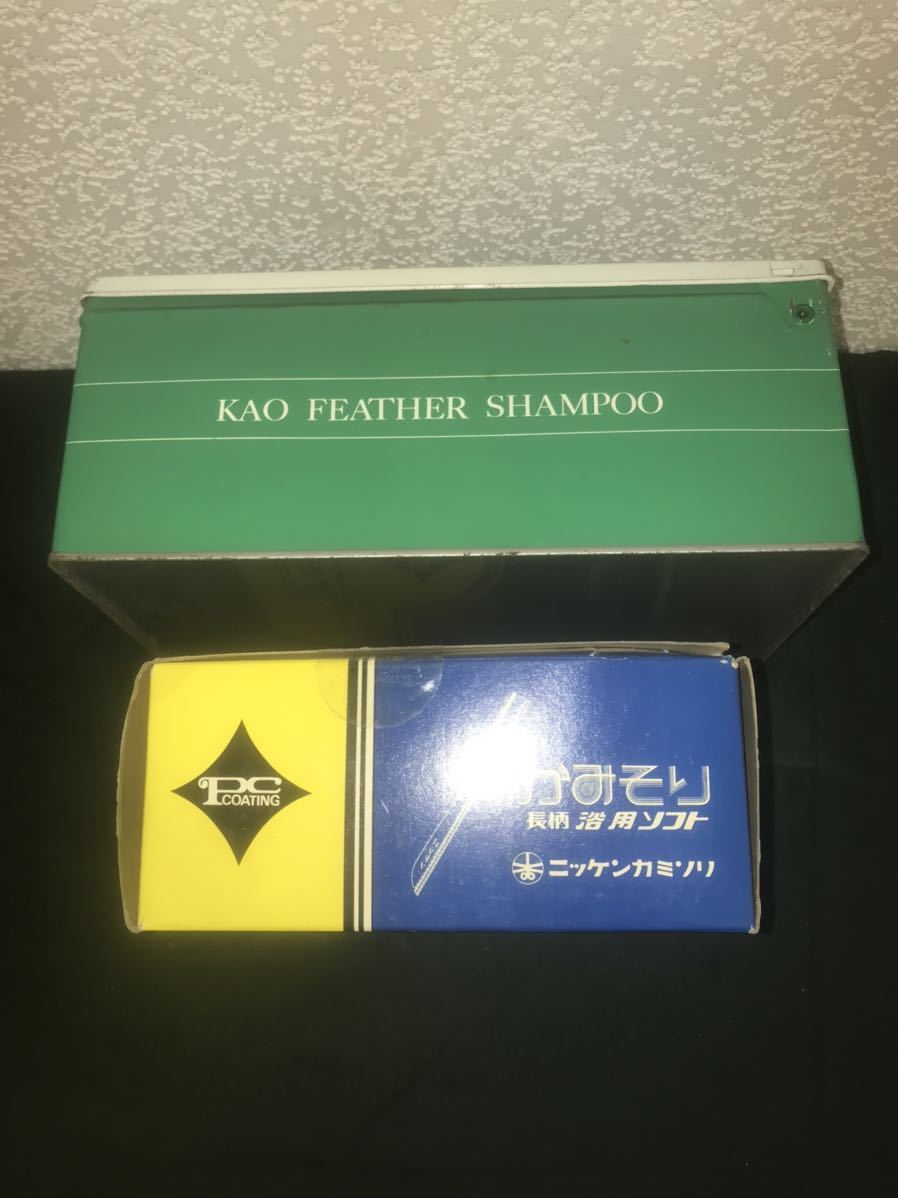 KAO FEATHER SHAMPOO
PC
COATING
かみそり
長柄 浴用ソフト
ニッケンカミソリ